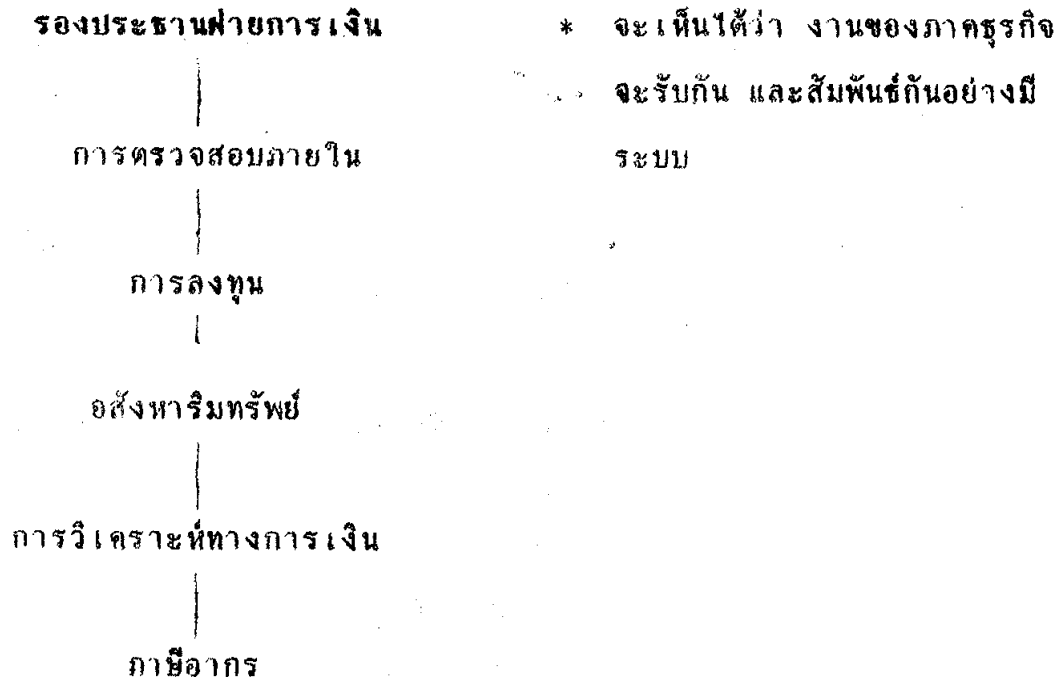 รองประธานฝ่ายการเงิน
การตรวจสอบภายใน
การลงทุน
อสังหาริมทรัพย์
การวิเคราะห์ทางการเงิน
ภาษีอากร
* จะเห็นได้ว่า งานของภาคธุรกิจ
จะรับกัน และสัมพันธ์กันอย่างมี
ระบบ